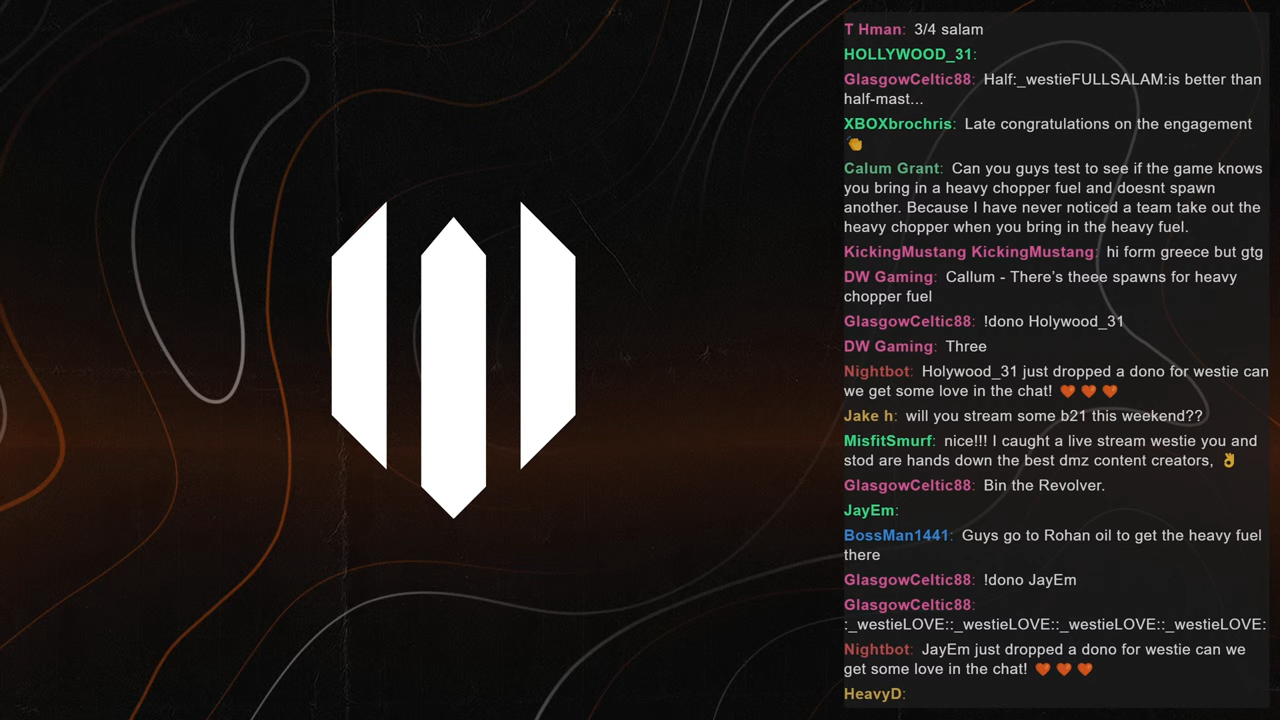 T Hman: 3/4 salam
HOLLYWOOD_31:
GlasgowCeltic88: Half:_westieFULLSALAM:is better than
half-mast...
XBOXbrochris: Late congratulations on the engagement
👏
Calum Grant: Can you guys test to see if the game knows
you bring in a heavy chopper fuel and doesnt spawn
another. Because I have never noticed a team take out the
heavy chopper when you bring in the heavy fuel.
KickingMustang KickingMustang: hi form greece but gtg
DW Gaming: Callum - There's theee spawns for heavy
chopper fuel
GlasgowCeltic88: !dono Holywood_31
DW Gaming: Three
Nightbot: Holywood_31 just dropped a dono for westie can
we get some love in the chat! 🧡 🧡 🧡
Jake h: will you stream some b21 this weekend??
MisfitSmurf: nice!!! I caught a live stream westie you and
stod are hands down the best dmz content creators, 👌
GlasgowCeltic88: Bin the Revolver.
JayEm:
BossMan1441: Guys go to Rohan oil to get the heavy fuel
there
GlasgowCeltic88: !dono JayEm
GlasgowCeltic88:
:_westieLOVE::_westieLOVE::_westieLOVE::_westieLOVE:
Nightbot: JayEm just dropped a dono for westie can we
get some love in the chat! 🧡 🧡 🧡
HeavyD: